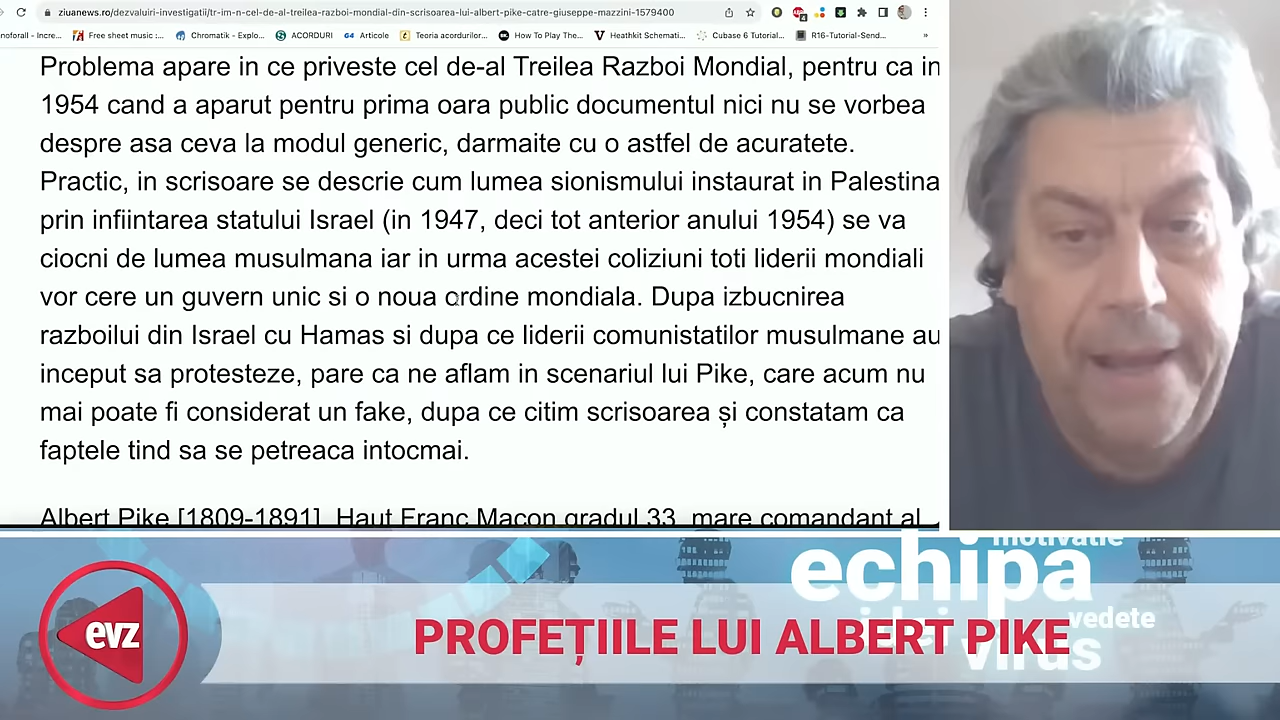 ziuanews.ro/dezvaluiri-investigatii/tr-im-n-cel-de-al-treilea-razboi-mondial-din-scrisoarea-lui-albert-pike-catre-giuseppe-mazzini-1579400
noforall - Incre... Free sheet music :... Chromatik - Explo... ACORDURI G4 Articole Teoria acordurilor... How To Play The... Heathkit Schemati... Cubase 6 Tutorial... R16-Tutorial-Send... »
Problema apare in ce priveste cel de-al Treilea Razboi Mondial, pentru ca in
1954 cand a aparut pentru prima oara public documentul nici nu se vorbea
despre asa ceva la modul generic, darmaite cu o astfel de acuratete.
Practic, in scrisoare se descrie cum lumea sionismului instaurat in Palestina
prin infiintarea statului Israel (in 1947, deci tot anterior anului 1954) se va
ciocni de lumea musulmana iar in urma acestei coliziuni toti liderii mondiali
vor cere un guvern unic si o noua ordine mondiala. Dupa izbucnirea
razboilui din Israel cu Hamas si dupa ce liderii comunistatilor musulmane au
inceput sa protesteze, pare ca ne aflam in scenariul lui Pike, care acum nu
mai poate fi considerat un fake, dupa ce citim scrisoarea și constatam ca
faptele tind sa se petreaca intocmai.
Albert Pike [1809-1891], Haut Franc Maçon gradul 33, mare comandant al
motivatie
echipa
vedete
virus
evz
PROFEȚIILE LUI ALBERT PIKE